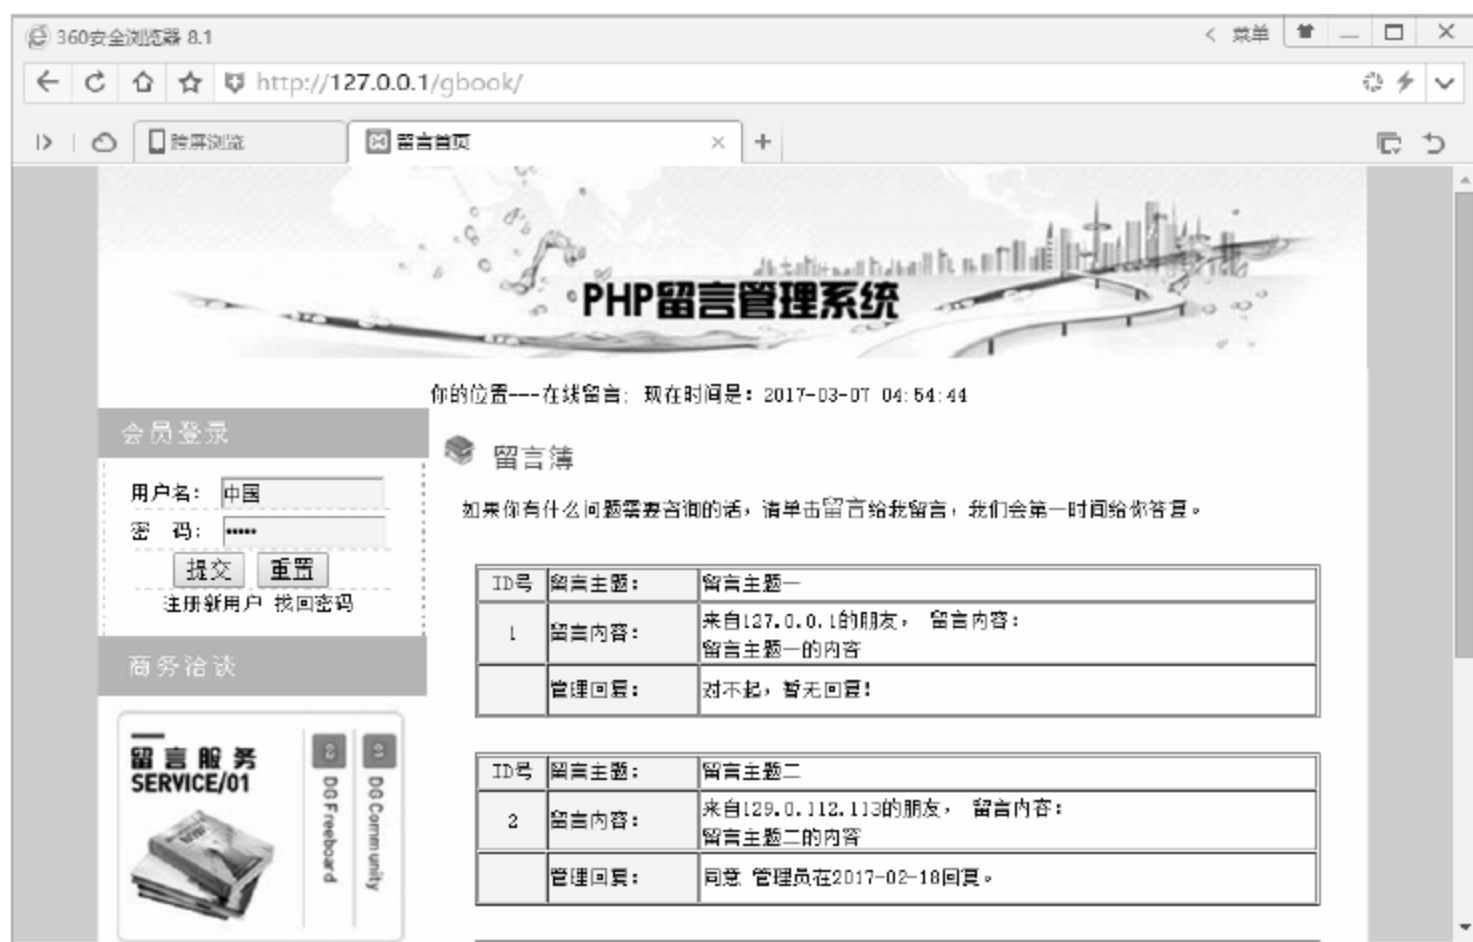 360安全浏览器 8.1
菜单
http://127.0.0.1/gbook/
跨屏浏览
留言首页
PHP留言管理系统
你的位置---在线留言; 现在时间是：2017-03-07 04:54:44
会员登录
用户名： 中国
密 码： •••••
提交 重置
注册新用户 找回密码
商务洽谈
留言服务
SERVICE/01
DG Freeboard
DG Community
留言簿
如果你有什么问题需要咨询的话，请单击留言给我留言，我们会第一时间给你答复。
ID号 留言主题： 留言主题一
1 留言内容： 来自127.0.0.1的朋友， 留言内容：
留言主题一的内容
管理回复： 对不起，暂无回复！
ID号 留言主题： 留言主题二
2 留言内容： 来自129.0.112.113的朋友， 留言内容：
留言主题二的内容
管理回复： 同意 管理员在2017-02-18回复。